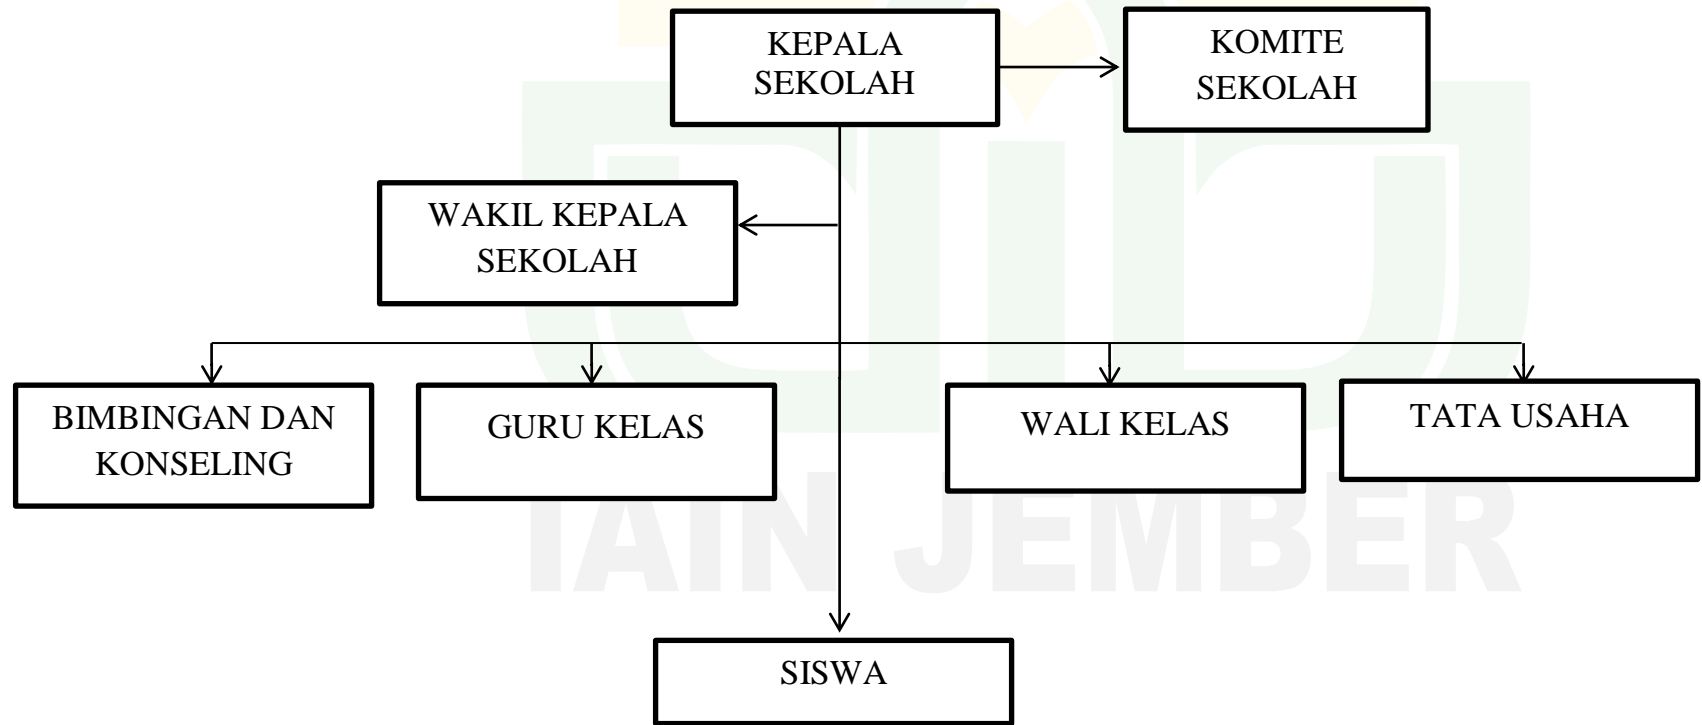 KEPALA
SEKOLAH
KOMITE
SEKOLAH
WAKIL KEPALA
SEKOLAH
BIMBINGAN DAN
KONSELING
GURU KELAS
WALI KELAS
TATA USAHA
IAIN JEMBER
SISWA